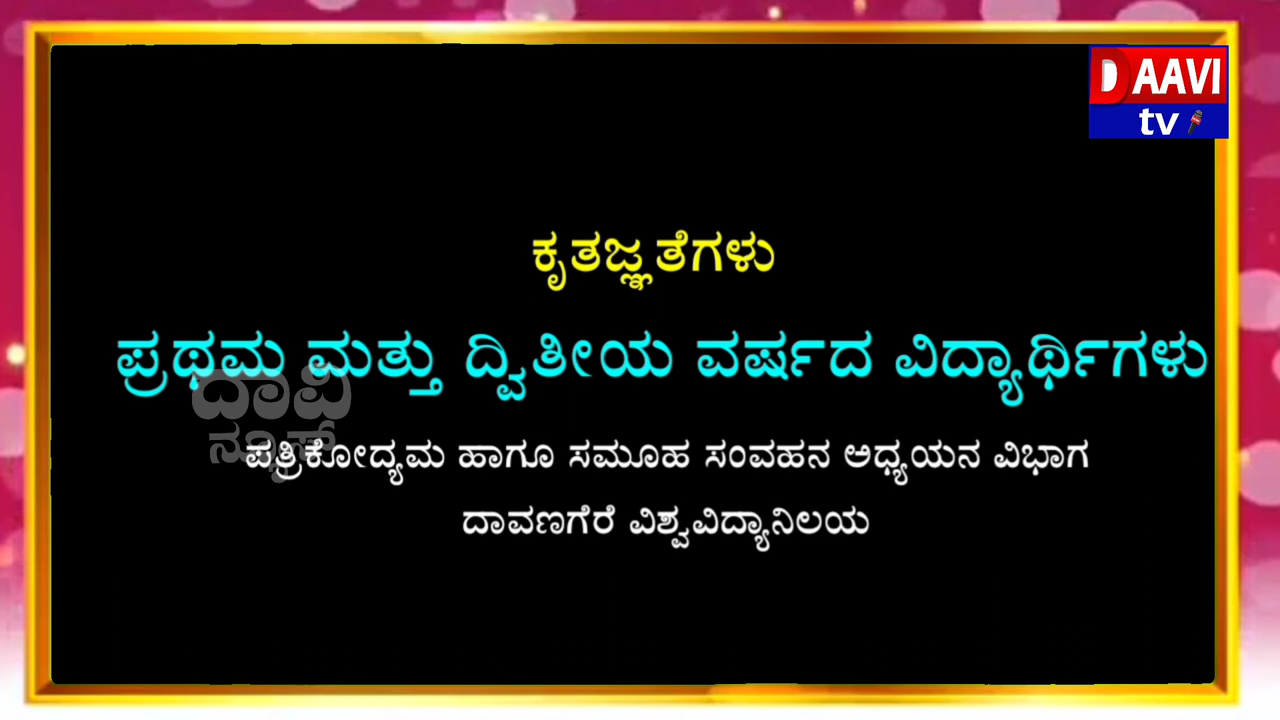 DAAVI
tv
ಕೃತಜ್ಞತೆಗಳು
ಪ್ರಥಮ ಮತ್ತು ದ್ವಿತೀಯ ವರ್ಷದ ವಿದ್ಯಾರ್ಥಿಗಳು
ದಾವಿ
ನ್ಯೂಸ್
ಪತ್ರಿಕೋದ್ಯಮ ಹಾಗೂ ಸಮೂಹ ಸಂವಹನ ಅಧ್ಯಯನ ವಿಭಾಗ
ದಾವಣಗೆರೆ ವಿಶ್ವವಿದ್ಯಾನಿಲಯ